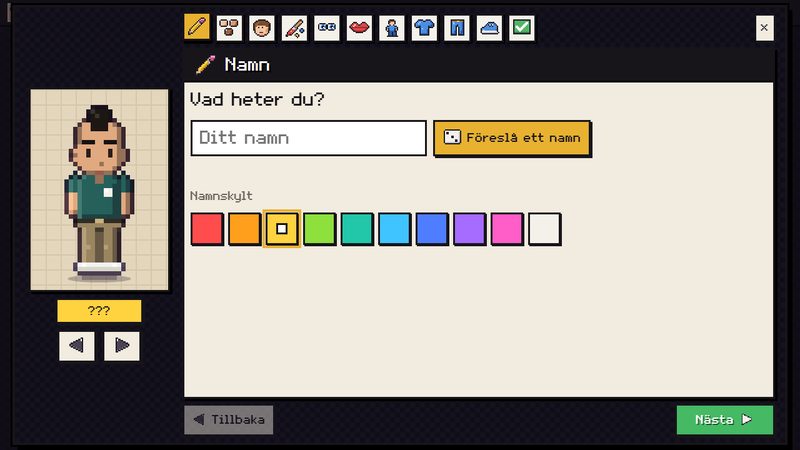 Namn
Vad heter du?
Ditt namn
Föreslå ett namn
Namnskylt
???
Tillbaka
Nästa